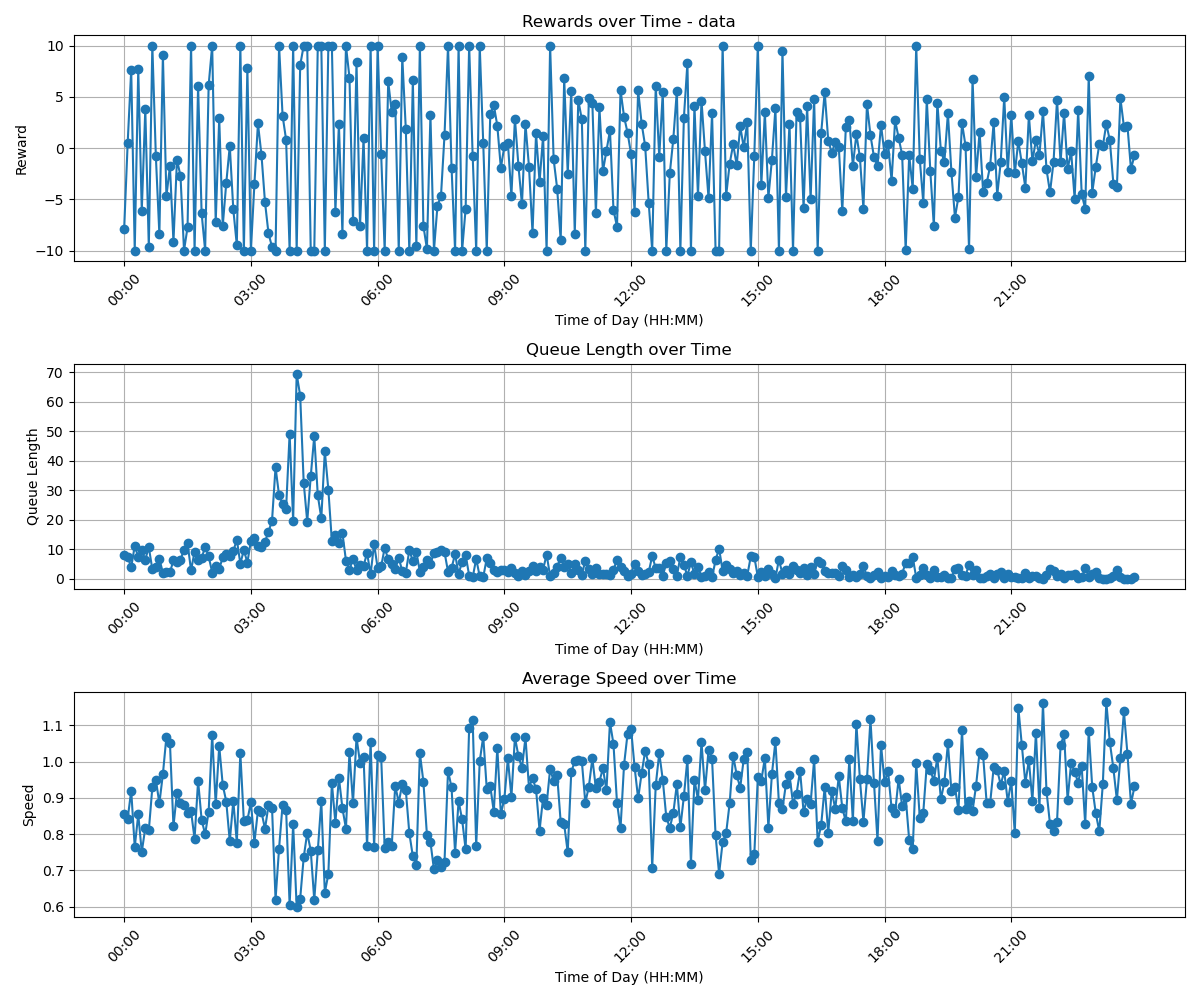 Rewards over Time - data
10
5
0
−5
−10
Reward
00:00 03:00 06:00 09:00 12:00 15:00 18:00 21:00
Time of Day (HH:MM)
Queue Length over Time
70
60
50
40
30
20
10
0
Queue Length
00:00 03:00 06:00 09:00 12:00 15:00 18:00 21:00
Time of Day (HH:MM)
Average Speed over Time
1.1
1.0
0.9
0.8
0.7
0.6
Speed
00:00 03:00 06:00 09:00 12:00 15:00 18:00 21:00
Time of Day (HH:MM)